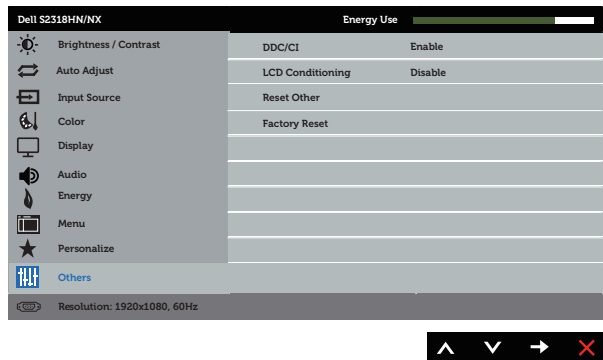 Dell S2318HN/NX Energy Use
Brightness / Contrast DDC/CI Enable
Auto Adjust LCD Conditioning Disable
Input Source Reset Other
Color Factory Reset
Display
Audio
Energy
Menu
Personalize
Others
Resolution: 1920x1080, 60Hz